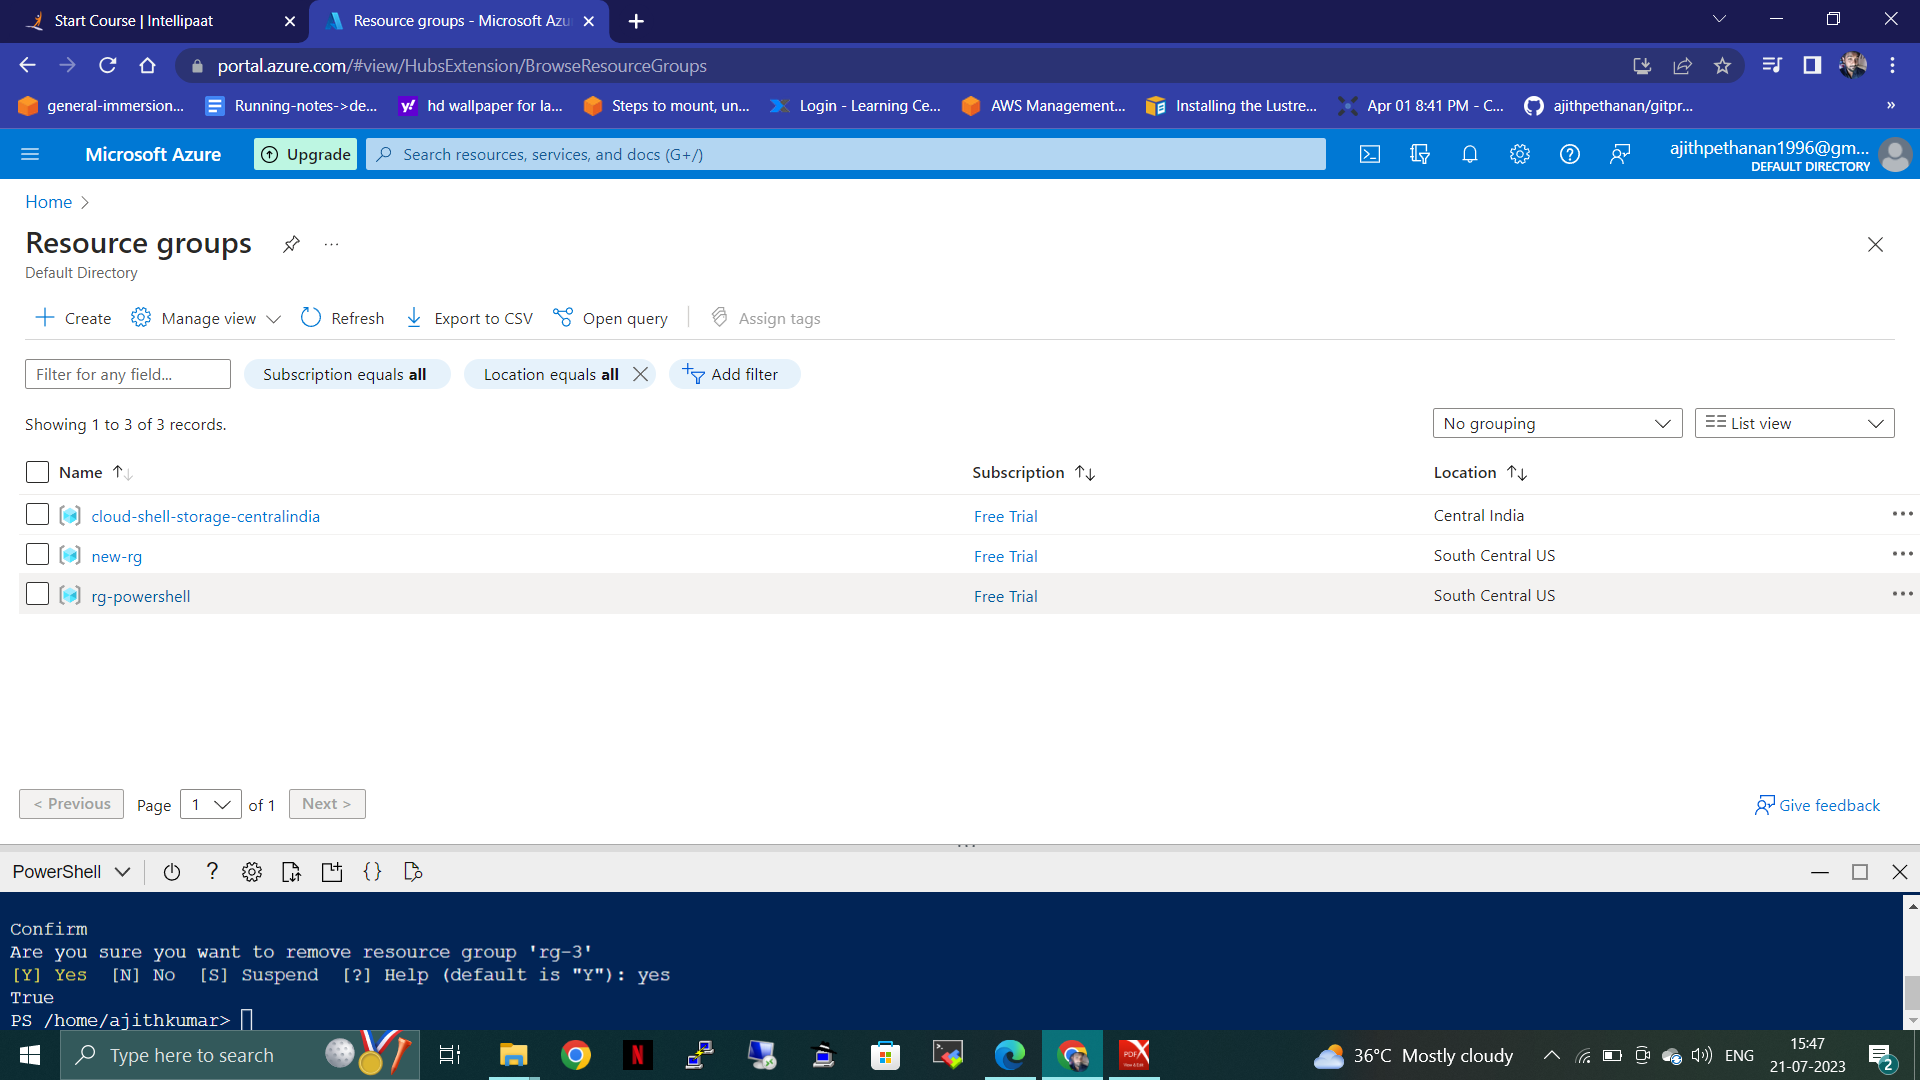 Start Course | Intellipaat
Resource groups - Microsoft Azu
portal.azure.com/#view/HubsExtension/BrowseResourceGroups
general-immersion...
Running-notes->de...
hd wallpaper for la...
Steps to mount, un...
Login - Learning Ce...
AWS Management...
Installing the Lustre...
Apr 01 8:41 PM - C...
ajithpethanan/gitpr...
»
Microsoft Azure
Upgrade
Search resources, services, and docs (G+/)
ajithpethanan1996@gm...
DEFAULT DIRECTORY
Home >
Resource groups
Default Directory
Create
Manage view
Refresh
Export to CSV
Open query
Assign tags
Filter for any field...
Subscription equals all
Location equals all
Add filter
Showing 1 to 3 of 3 records.
No grouping
List view
Name Subscription Location
cloud-shell-storage-centralindia Free Trial Central India
new-rg Free Trial South Central US
rg-powershell Free Trial South Central US
< Previous Page 1 of 1 Next >
Give feedback
PowerShell
Confirm
Are you sure you want to remove resource group 'rg-3'
[Y] Yes [N] No [S] Suspend [?] Help (default is "Y"): yes
True
PS /home/ajithkumar>
Type here to search
36°C Mostly cloudy
ENG
15:47
21-07-2023
2